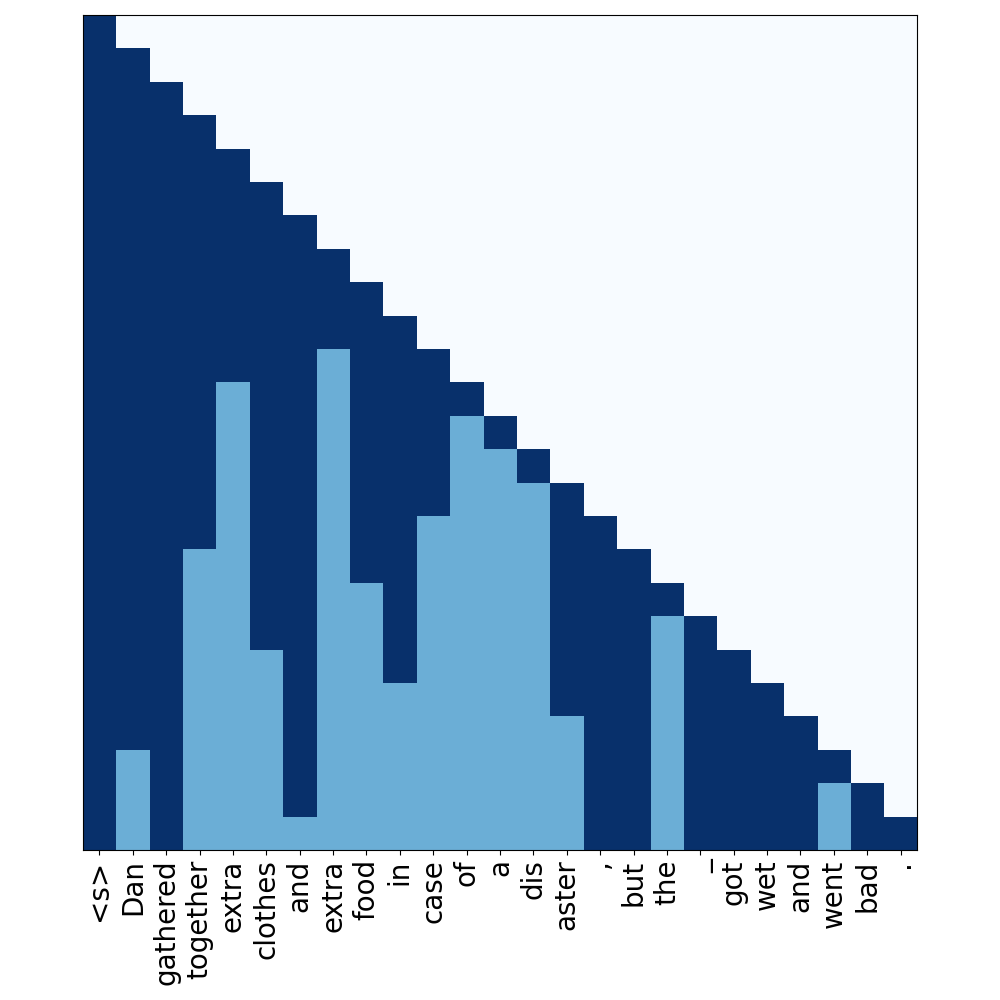 <s>
Dan
gathered
together
extra
clothes
and
extra
food
in
case
of
a
dis
aster
,
but
the
_
got
wet
and
went
bad
.